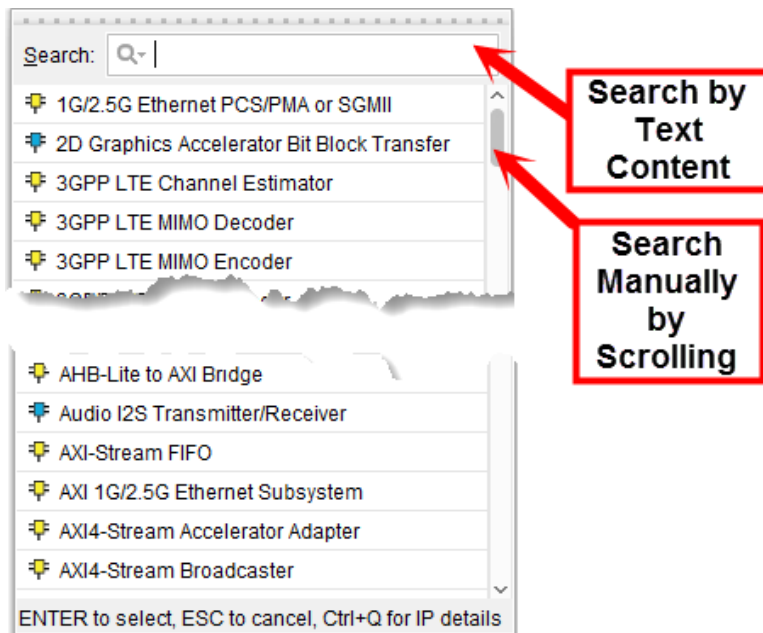 Search:
1G/2.5G Ethernet PCS/PMA or SGMII
2D Graphics Accelerator Bit Block Transfer
3GPP LTE Channel Estimator
3GPP LTE MIMO Decoder
3GPP LTE MIMO Encoder
AHB-Lite to AXI Bridge
Audio I2S Transmitter/Receiver
AXI-Stream FIFO
AXI 1G/2.5G Ethernet Subsystem
AXI4-Stream Accelerator Adapter
AXI4-Stream Broadcaster
ENTER to select, ESC to cancel, Ctrl+Q for IP details
Search by
Text
Content
Search
Manually
by
Scrolling